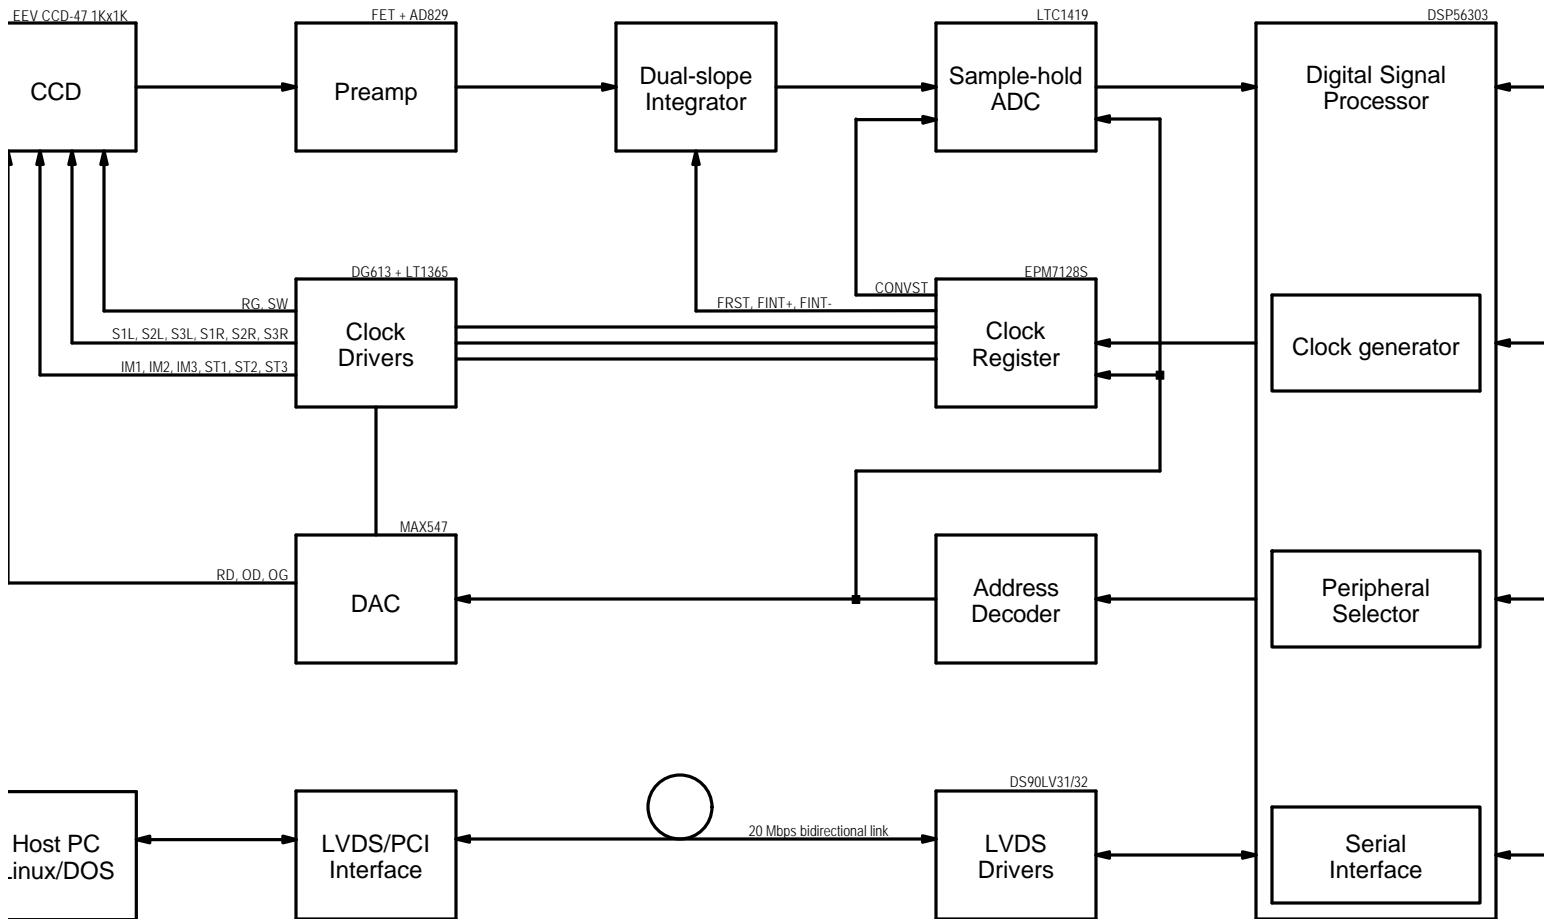 EEV CCD-47 1Kx1K
FET + AD829
LTC1419
DSP56303
CCD
Preamp
Dual-slope
Integrator
Sample-hold
ADC
Digital Signal
Processor
DG613 + LT1365
EPM7128S
RG, SW
S1L, S2L, S3L, S1R, S2R, S3R
IM1, IM2, IM3, ST1, ST2, ST3
Clock
Drivers
FRST, FINT+, FINT-
CONVST
Clock
Register
Clock generator
MAX547
RD, OD, OG
DAC
Address
Decoder
Peripheral
Selector
DS90LV31/32
Host PC
Linux/DOS
LVDS/PCI
Interface
20 Mbps bidirectional link
LVDS
Drivers
Serial
Interface